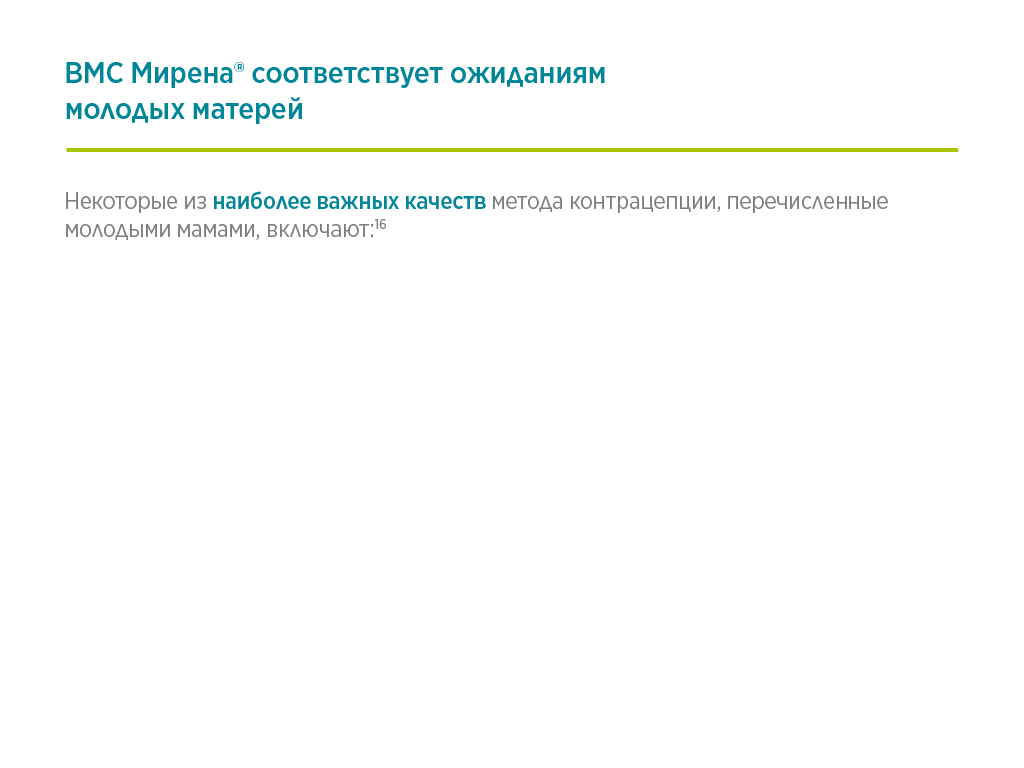 ВМС Мирена® соответствует ожиданиям
молодых матерей
Некоторые из наиболее важных качеств метода контрацепции, перечисленные
молодыми мамами, включают:16